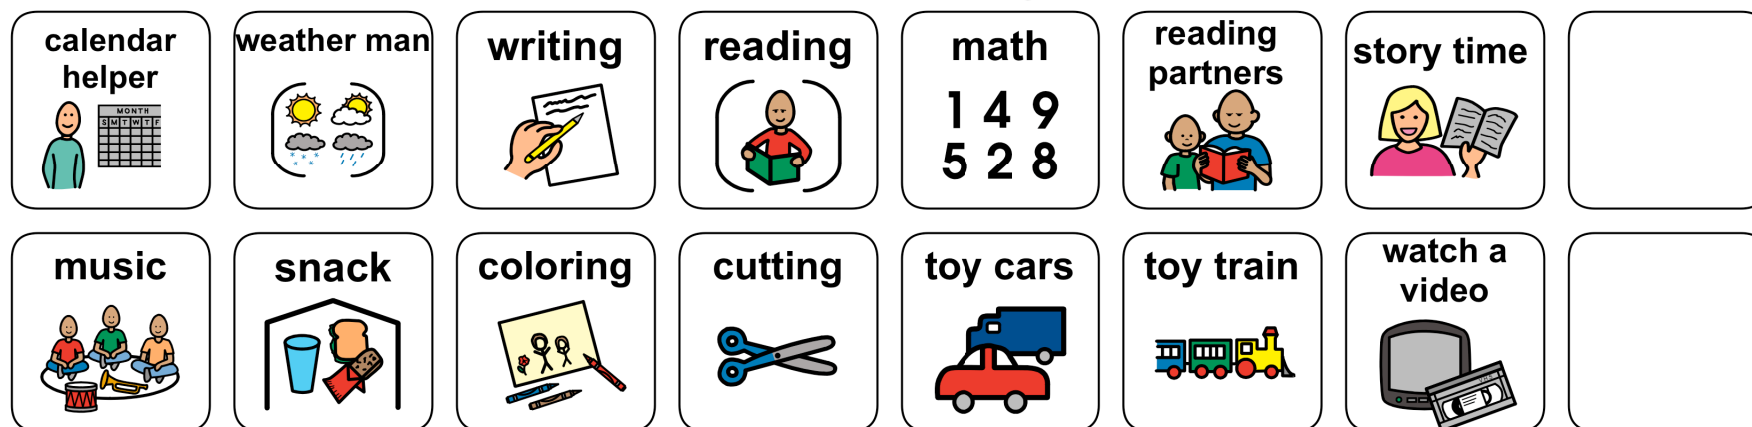 calendar
helper
MONTH
S M T W T F
weather man
writing
reading
math
1 4 9
5 2 8
reading
partners
story time
music
snack
coloring
cutting
toy cars
toy train
watch a
video